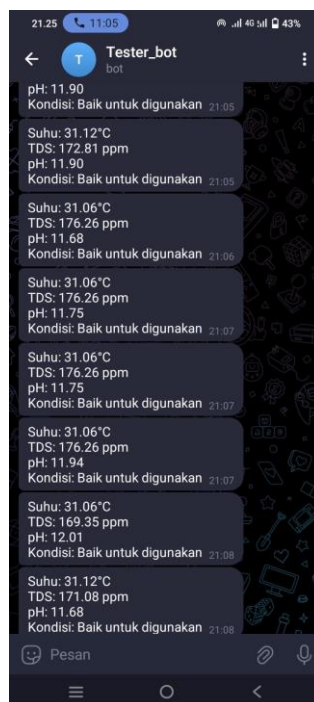 21.25 11:05 4G 43%
T
Tester_bot
bot
pH: 11.90
Kondisi: Baik untuk digunakan 21:05
Suhu: 31.12°C
TDS: 172.81 ppm
pH: 11.90
Kondisi: Baik untuk digunakan 21:05
Suhu: 31.06°C
TDS: 176.26 ppm
pH: 11.68
Kondisi: Baik untuk digunakan 21:06
Suhu: 31.06°C
TDS: 176.26 ppm
pH: 11.75
Kondisi: Baik untuk digunakan 21:07
Suhu: 31.06°C
TDS: 176.26 ppm
pH: 11.75
Kondisi: Baik untuk digunakan 21:07
Suhu: 31.06°C
TDS: 176.26 ppm
pH: 11.94
Kondisi: Baik untuk digunakan 21:07
Suhu: 31.06°C
TDS: 169.35 ppm
pH: 12.01
Kondisi: Baik untuk digunakan 21:08
Suhu: 31.12°C
TDS: 171.08 ppm
pH: 11.68
Kondisi: Baik untuk digunakan 21:08
Pesan